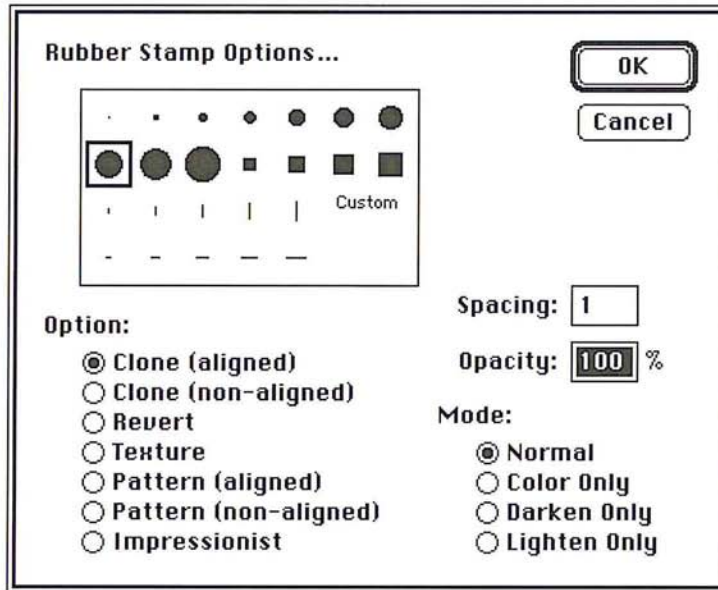 Rubber Stamp Options...
OK
Cancel
Custom
Spacing: 1
Opacity: 100 %
Option:
Clone (aligned)
Clone (non-aligned)
Revert
Texture
Pattern (aligned)
Pattern (non-aligned)
Impressionist
Mode:
Normal
Color Only
Darken Only
Lighten Only